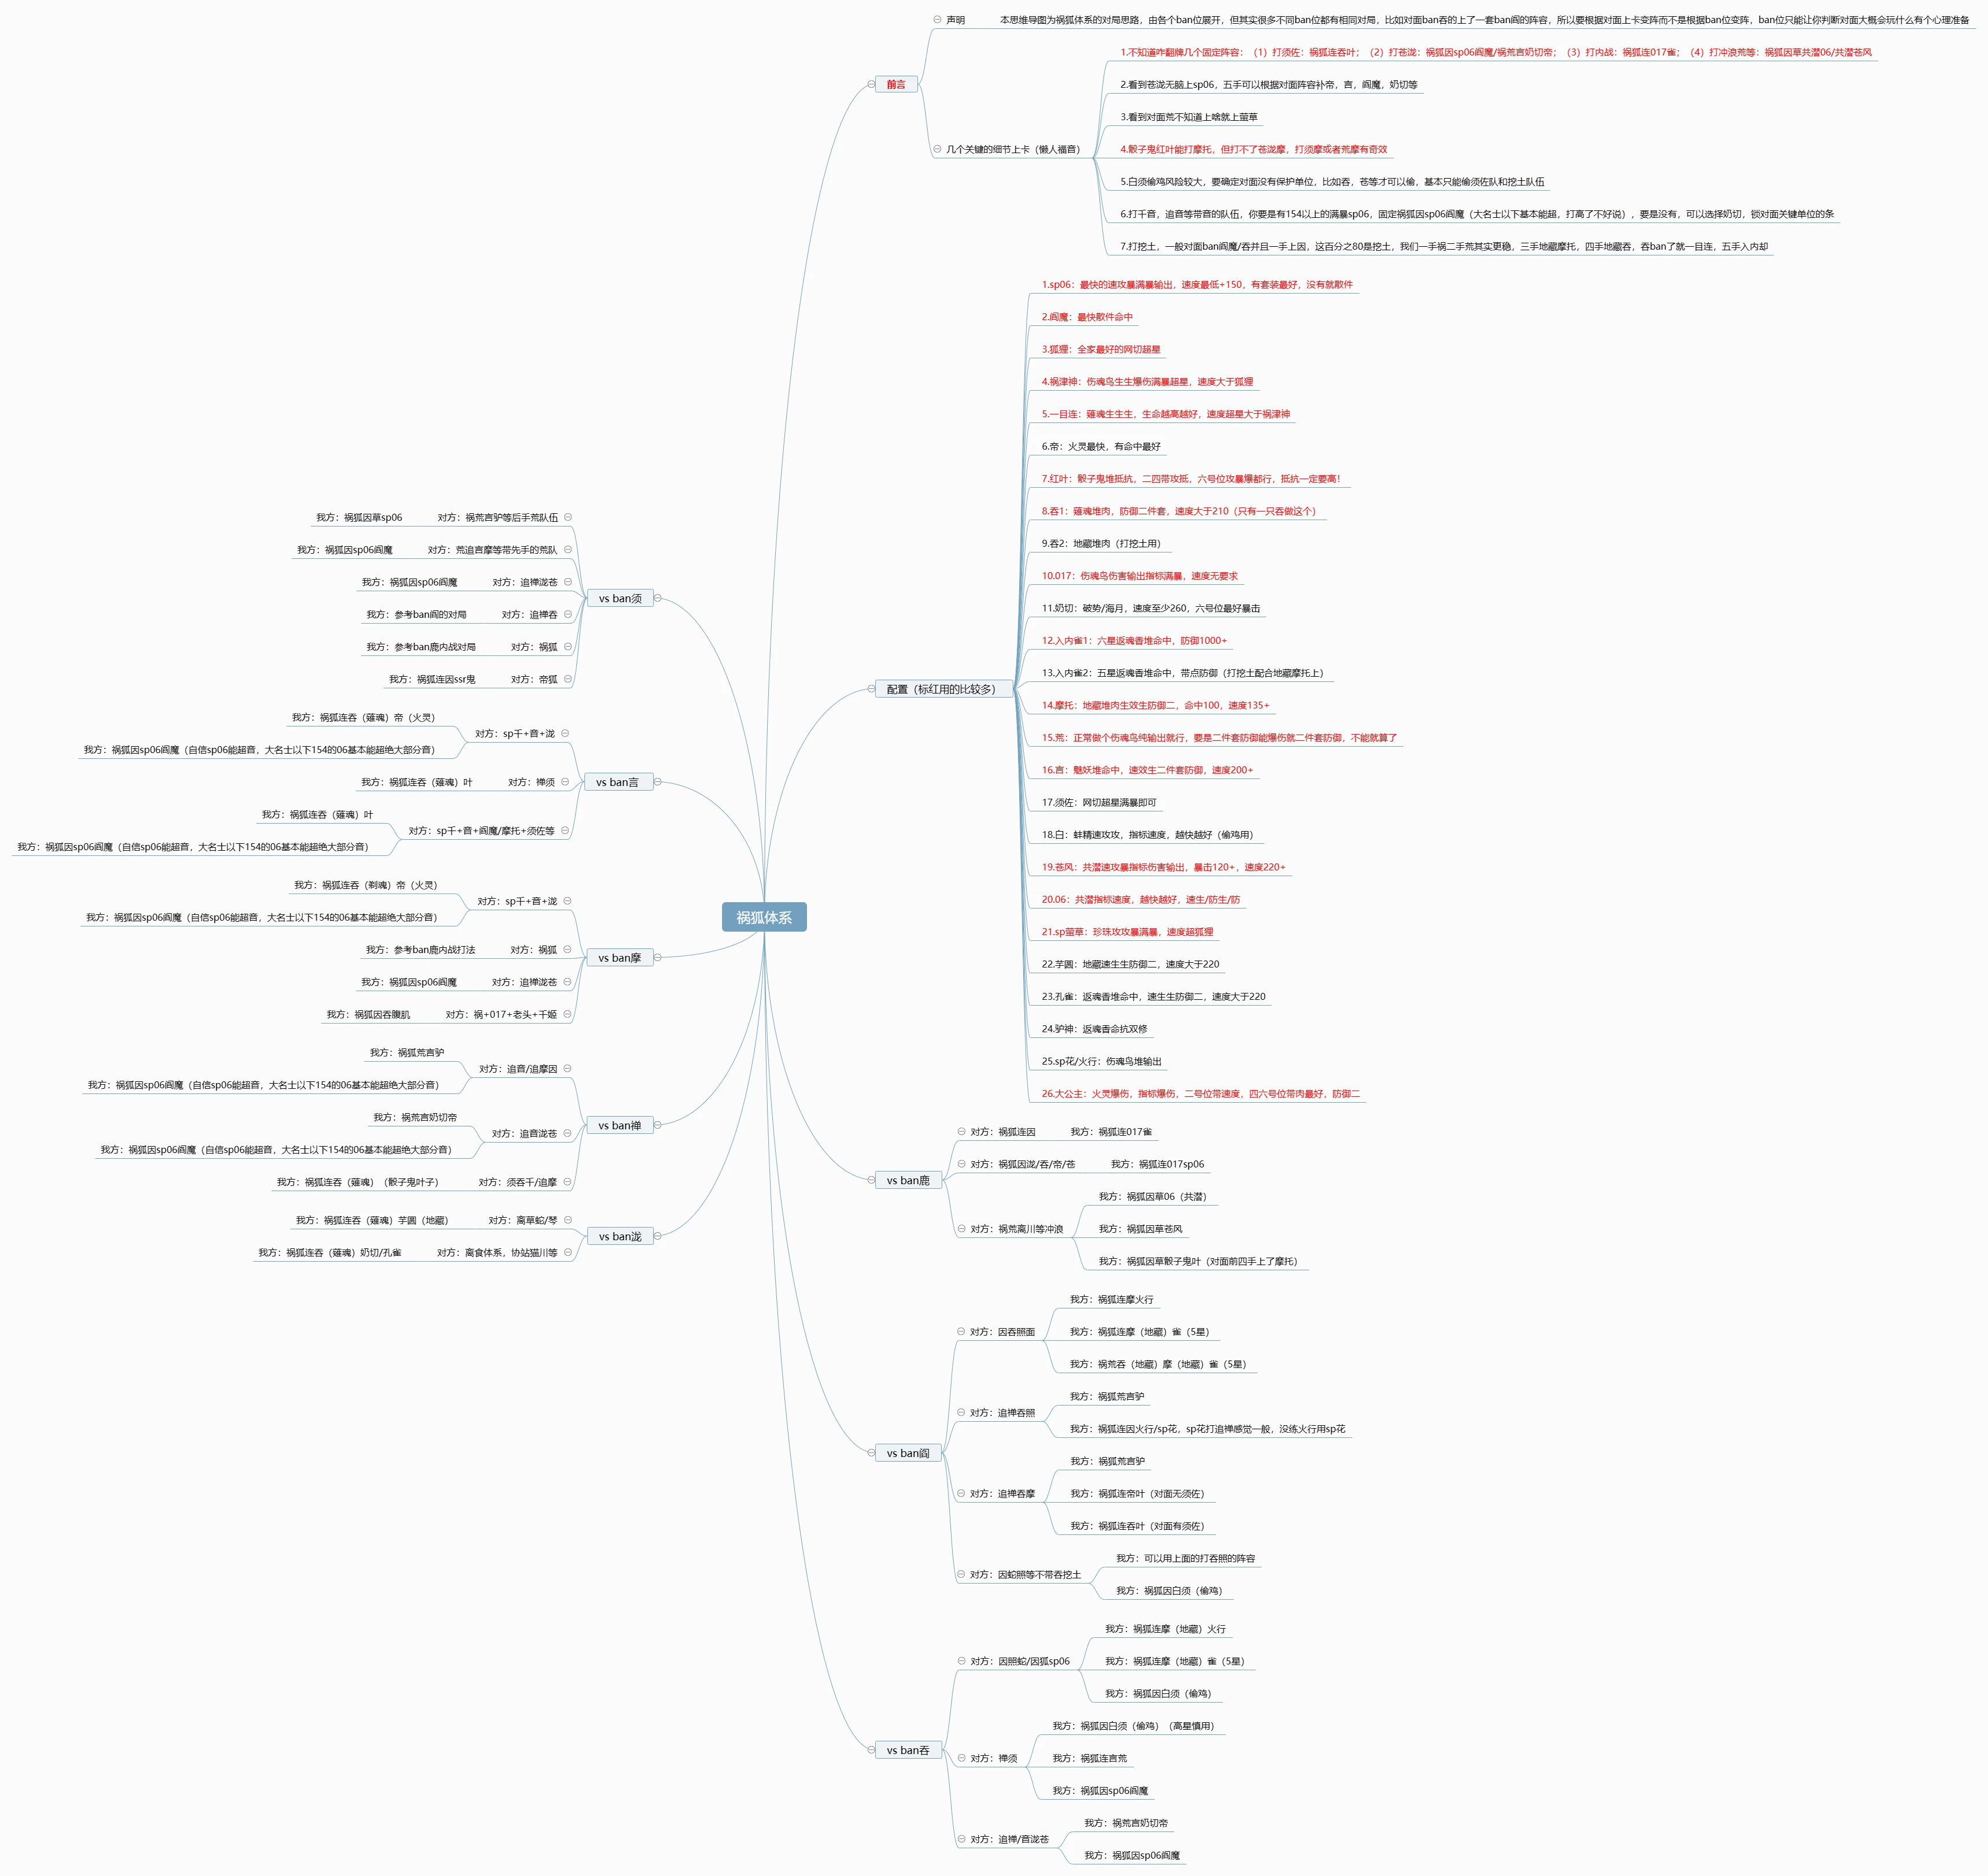 祸狐体系
前言
声明
本思维导图为祸狐体系的对局思路，由各个ban位展开，但其实很多不同ban位都有相同对局，比如对面ban吞的上了一套ban阎的阵容，所以要根据对面上卡变阵而不是根据ban位变阵，ban位只能让你判断对面大概会玩什么有个心理准备
几个关键的细节上卡（懒人福音）
1.不知道咋翻牌几个固定阵容：（1）打须佐：祸狐连吞叶；（2）打苍泷：祸狐因sp06阎魔/祸荒言奶切帝；（3）打内战：祸狐连017雀；（4）打冲浪荒等：祸狐因草共潜06/共潜苍风
2.看到苍泷无脑上sp06，五手可以根据对面阵容补帝，言，阎魔，奶切等
3.看到对面荒不知道上啥就上萤草
4.骰子鬼红叶能打摩托，但打不了苍泷摩，打须摩或者荒摩有奇效
5.白须偷鸡风险较大，要确定对面没有保护单位，比如吞，苍等才可以偷，基本只能偷须佐队和挖土队伍
6.打千音，追音等带音的队伍，你要是有154以上的满暴sp06，固定祸狐因sp06阎魔（大名士以下基本能超，打高了不好说），要是没有，可以选择奶切，锁对面关键单位的条
7.打挖土，一般对面ban阎魔/吞并且一手上因，这百分之80是挖土，我们一手祸二手荒其实更稳，三手地藏摩托，四手地藏吞，吞ban了就一目连，五手入内却
配置（标红用的比较多）
1.sp06：最快的速攻暴满暴输出，速度最低+150，有套装最好，没有就散件
2.阎魔：最快散件命中
3.狐狸：全家最好的网切超星
4.祸津神：伤魂鸟生生爆伤满暴超星，速度大于狐狸
5.一目连：薙魂生生生，生命越高越好，速度超星大于祸津神
6.帝：火灵最快，有命中最好
7.红叶：骰子鬼堆抵抗，二四带攻抵，六号位攻暴爆都行，抵抗一定要高！
8.吞1：薙魂堆肉，防御二件套，速度大于210（只有一只吞做这个）
9.吞2：地藏堆肉（打挖土用）
10.017：伤魂鸟伤害输出指标满暴，速度无要求
11.奶切：破势/海月，速度至少260，六号位最好暴击
12.入内雀1：六星返魂香堆命中，防御1000+
13.入内雀2：五星返魂香堆命中，带点防御（打挖土配合地藏摩托上）
14.摩托：地藏堆肉生效生防御二，命中100，速度135+
15.荒：正常做个伤魂鸟纯输出就行，要是二件套防御能爆伤就二件套防御，不能就算了
16.言：魅妖堆命中，速效生二件套防御，速度200+
17.须佐：网切超星满暴即可
18.白：蚌精速攻攻，指标速度，越快越好（偷鸡用）
19.苍风：共潜速攻暴指标伤害输出，暴击120+，速度220+
20.06：共潜指标速度，越快越好，速生/防生/防
21.sp萤草：珍珠攻攻暴满暴，速度超狐狸
22.芋圆：地藏速生生防御二，速度大于220
23.孔雀：返魂香堆命中，速生生防御二，速度大于220
24.驴神：返魂香命抗双修
25.sp花/火行：伤魂鸟堆输出
26.大公主：火灵爆伤，指标爆伤，二号位带速度，四六号位带肉最好，防御二
vs ban鹿
对方：祸狐连因
我方：祸狐连017雀
对方：祸狐因泷/吞/帝/苍
我方：祸狐连017sp06
对方：祸荒离川等冲浪
我方：祸狐因草06（共潜）
我方：祸狐因草苍风
我方：祸狐因草骰子鬼叶（对面前四手上了摩托）
vs ban阎
对方：因吞照面
我方：祸狐连摩火行
我方：祸狐连摩（地藏）雀（5星）
我方：祸荒吞（地藏）摩（地藏）雀（5星）
对方：追禅吞照
我方：祸狐荒言驴
我方：祸狐连因火行/sp花，sp花打追禅感觉一般，没练火行用sp花
对方：追禅吞摩
我方：祸狐荒言驴
我方：祸狐连帝叶（对面无须佐）
我方：祸狐连吞叶（对面有须佐）
对方：因蛇照等不带吞挖土
我方：可以用上面的打吞照的阵容
我方：祸狐因白须（偷鸡）
vs ban吞
对方：因照蛇/因狐sp06
我方：祸狐连摩（地藏）火行
我方：祸狐连摩（地藏）雀（5星）
我方：祸狐因白须（偷鸡）
对方：禅须
我方：祸狐因白须（偷鸡）（高星慎用）
我方：祸狐连言荒
我方：祸狐因sp06阎魔
对方：追禅/音泷苍
我方：祸荒言奶切帝
我方：祸狐因sp06阎魔
vs ban须
对方：祸荒言驴等后手荒队伍
我方：祸狐因草sp06
对方：荒追言摩等带先手的荒队
我方：祸狐因sp06阎魔
对方：追禅泷苍
我方：祸狐因sp06阎魔
对方：追禅吞
我方：参考ban阎的对局
对方：祸狐
我方：参考ban鹿内战对局
对方：帝狐
我方：祸狐连因ssr鬼
vs ban言
对方：sp千+音+泷
我方：祸狐连吞（薙魂）帝（火灵）
我方：祸狐因sp06阎魔（自信sp06能超音，大名士以下154的06基本能超绝大部分音）
对方：禅须
我方：祸狐连吞（薙魂）叶
对方：sp千+音+阎魔/摩托+须佐等
我方：祸狐连吞（薙魂）叶
我方：祸狐因sp06阎魔（自信sp06能超音，大名士以下154的06基本能超绝大部分音）
vs ban摩
对方：sp千+音+泷
我方：祸狐连吞（剃魂）帝（火灵）
我方：祸狐因sp06阎魔（自信sp06能超音，大名士以下154的06基本能超绝大部分音）
对方：祸狐
我方：参考ban鹿内战打法
对方：追禅泷苍
我方：祸狐因sp06阎魔
对方：祸+017+老头+千姬
我方：祸狐因吞腹肌
vs ban禅
对方：追音/追摩因
我方：祸狐荒言驴
我方：祸狐因sp06阎魔（自信sp06能超音，大名士以下154的06基本能超绝大部分音）
对方：追音泷苍
我方：祸荒言奶切帝
我方：祸狐因sp06阎魔（自信sp06能超音，大名士以下154的06基本能超绝大部分音）
对方：须吞千/追摩
我方：祸狐连吞（薙魂）（骰子鬼叶子）
vs ban泷
对方：离草蛇/琴
我方：祸狐连吞（薙魂）芋圆（地藏）
对方：离食体系，协站猫川等
我方：祸狐连吞（薙魂）奶切/孔雀